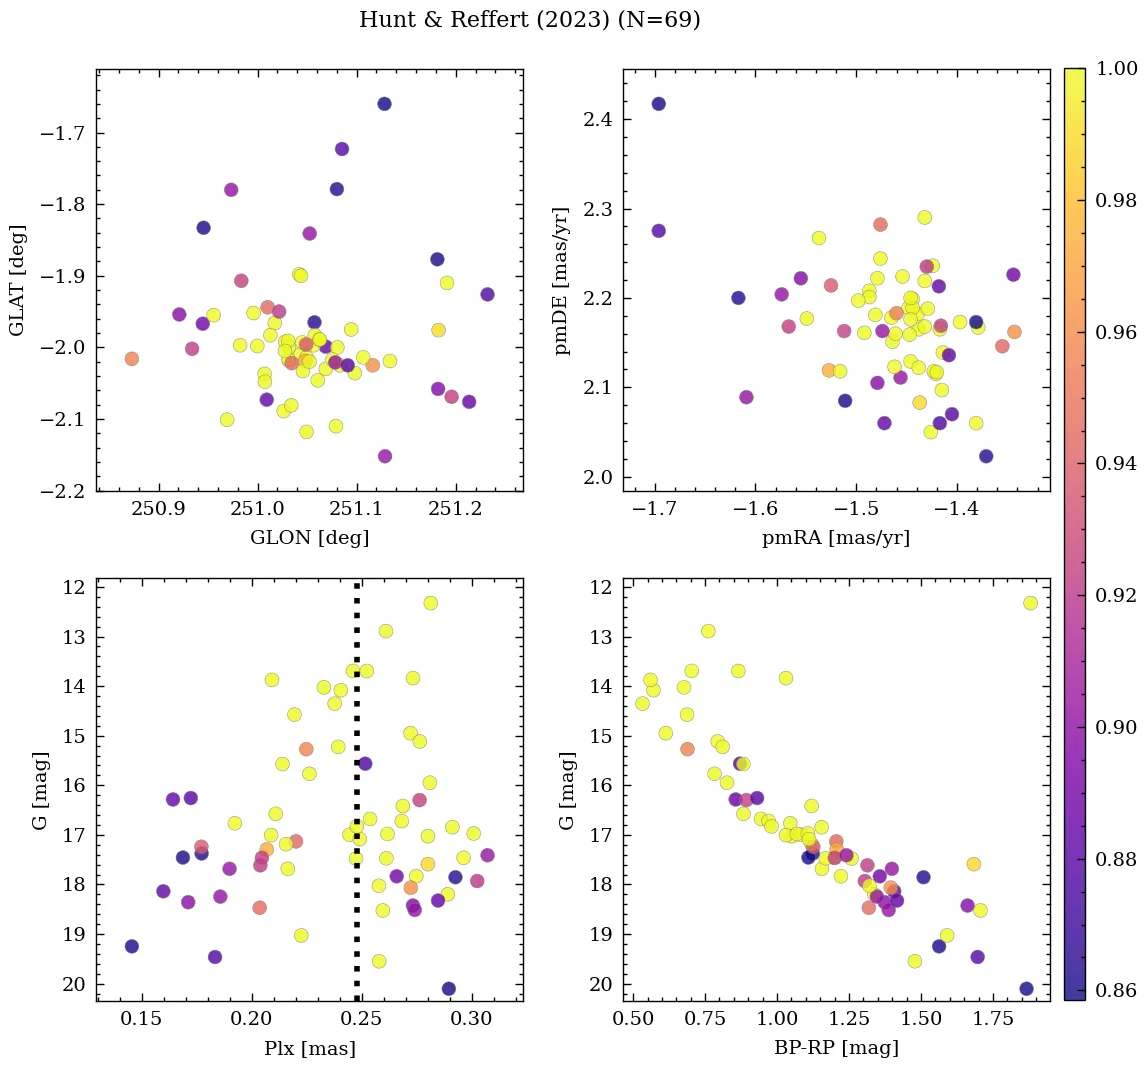 Hunt & Reffert (2023) (N=69)
GLAT [deg]
−1.7
−1.8
−1.9
−2.0
−2.1
−2.2
250.9 251.0 251.1 251.2
GLON [deg]
pmDE [mas/yr]
2.4
2.3
2.2
2.1
2.0
−1.7 −1.6 −1.5 −1.4
pmRA [mas/yr]
G [mag]
12
13
14
15
16
17
18
19
20
0.15 0.20 0.25 0.30
Plx [mas]
G [mag]
12
13
14
15
16
17
18
19
20
0.50 0.75 1.00 1.25 1.50 1.75
BP-RP [mag]
1.00
0.98
0.96
0.94
0.92
0.90
0.88
0.86